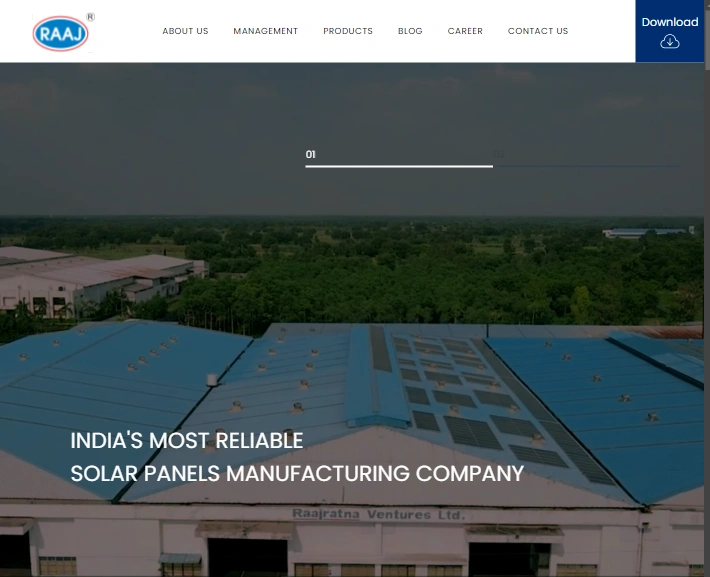 RAAJ
®
ABOUT US
MANAGEMENT
PRODUCTS
BLOG
CAREER
CONTACT US
Download
01
INDIA'S MOST RELIABLE
SOLAR PANELS MANUFACTURING COMPANY
Raajratna Ventures Ltd.